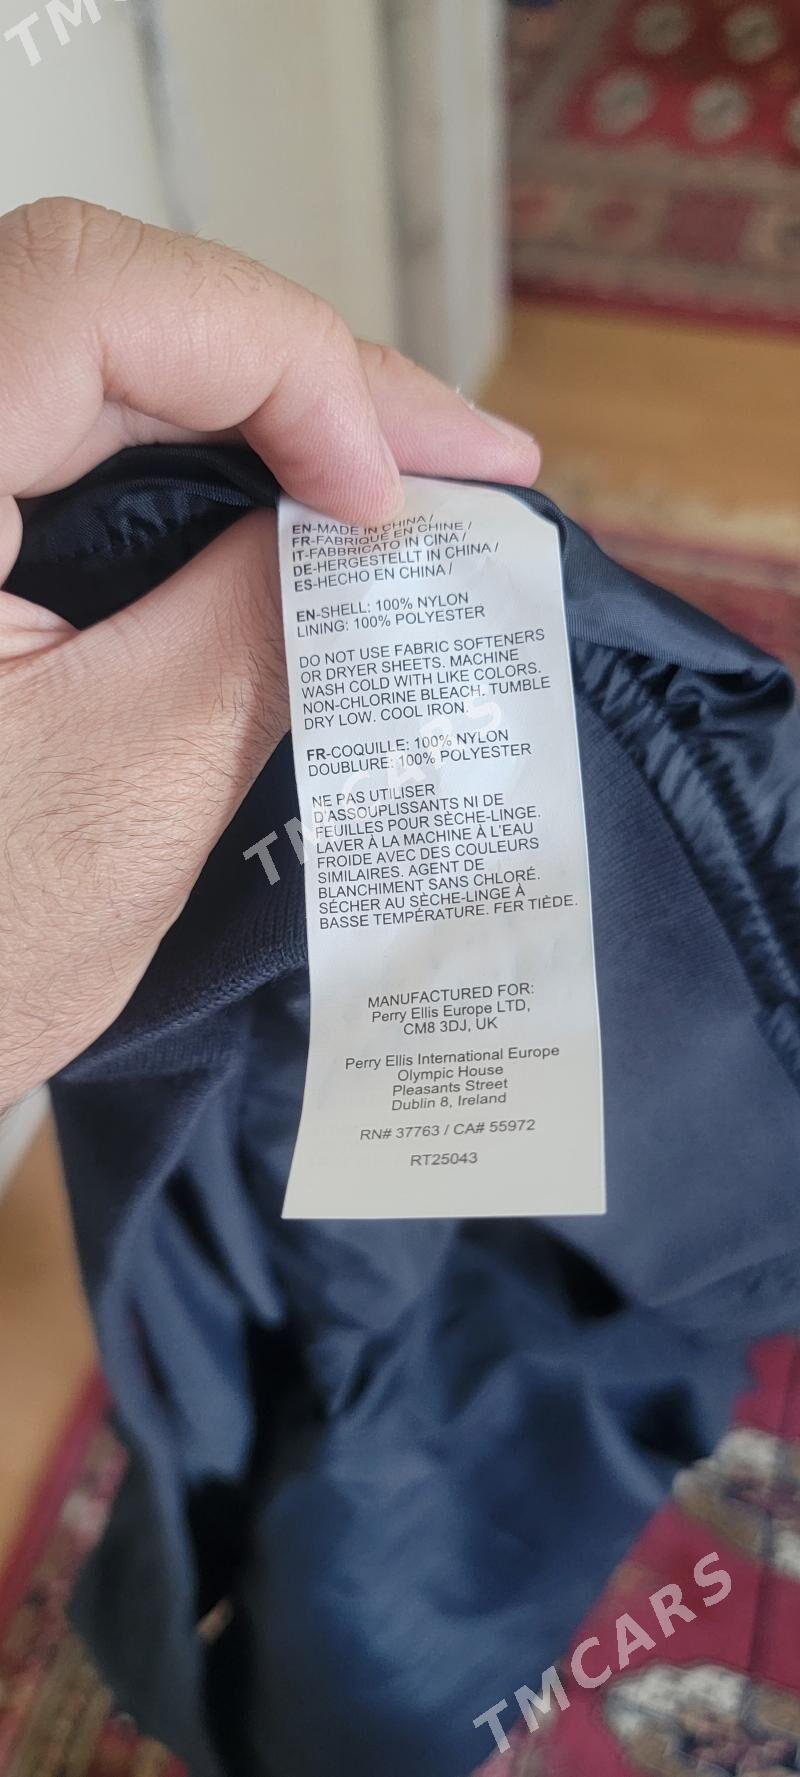 TMC
EN-MADE IN CHINA /
FR-FABRIQUÉ EN CHINE /
IT-FABBRICATO IN CINA /
DE-HERGESTELLT IN CHINA /
ES-HECHO EN CHINA /
EN-SHELL: 100% NYLON
LINING: 100% POLYESTER
DO NOT USE FABRIC SOFTENERS
OR DRYER SHEETS. MACHINE
WASH COLD WITH LIKE COLORS.
NON-CHLORINE BLEACH. TUMBLE
DRY LOW. COOL IRON.
FR-COQUILLE: 100% NYLON
DOUBLURE: 100% POLYESTER
NE PAS UTILISER
D'ASSOUPLISSANTS NI DE
FEUILLES POUR SÈCHE-LINGE.
LAVER À LA MACHINE À L'EAU
FROIDE AVEC DES COULEURS
SIMILAIRES. AGENT DE
BLANCHIMENT SANS CHLORÉ.
SÉCHER AU SÈCHE-LINGE À
BASSE TEMPÉRATURE. FER TIÈDE.
TMCARS
MANUFACTURED FOR:
Perry Ellis Europe LTD,
CM8 3DJ, UK
Perry Ellis International Europe
Olympic House
Pleasants Street
Dublin 8, Ireland
RN# 37763 / CA# 55972
RT25043
TMCARS